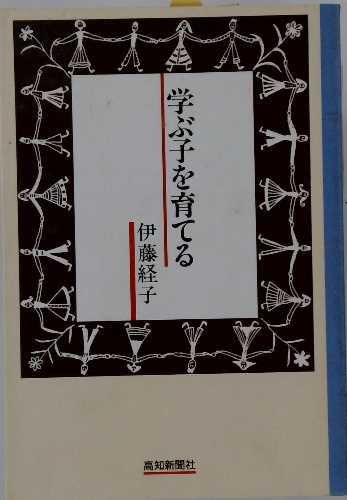 学ぶ子を育てる
伊藤経子
高知新聞社